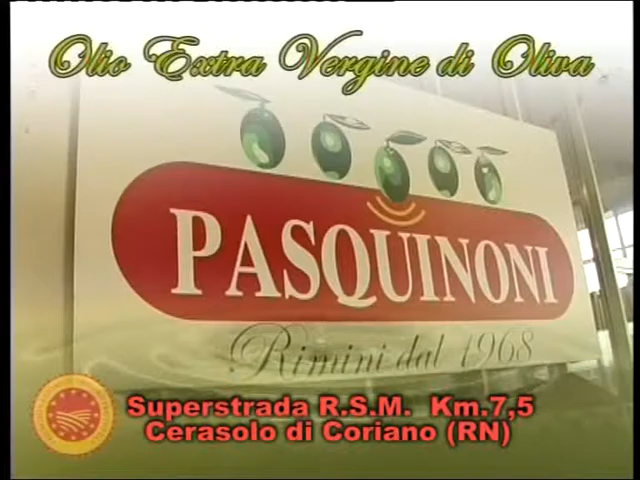 Olio Extra Vergine di Oliva
PASQUINONI
Rimini dal 1968
Superstrada R.S.M. Km.7,5
Cerasolo di Coriano (RN)